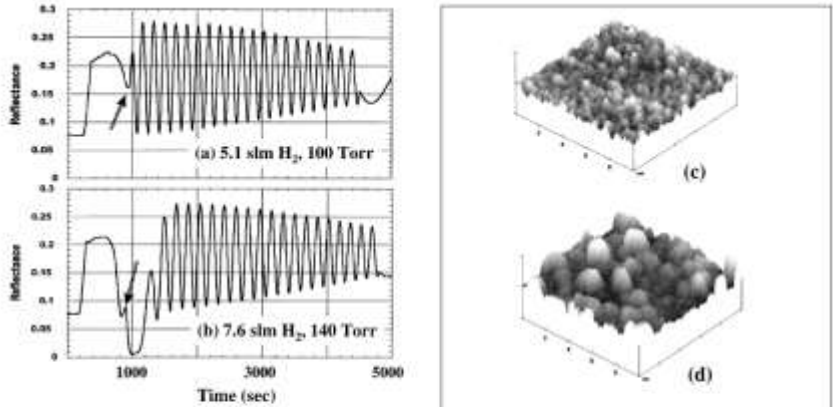 0.3
0.25
0.2
0.15
0.1
0.05
0
Reflectance
(a) 5.1 slm H2, 100 Torr
0.3
0.25
0.2
0.15
0.1
0.05
0
Reflectance
(b) 7.6 slm H2, 140 Torr
1000 3000 5000
Time (sec)
(c)
(d)